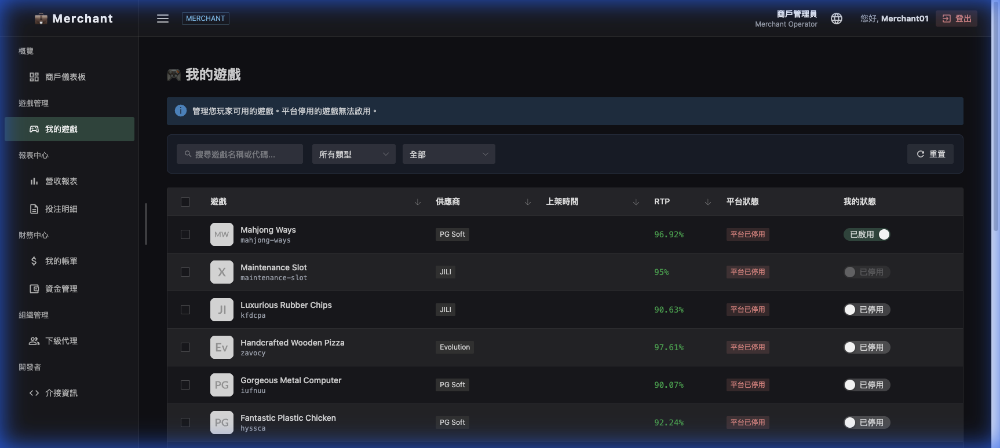 Merchant
MERCHANT
商戶管理員
Merchant Operator
您好, Merchant01
登出
概覽
商戶儀表板
遊戲管理
我的遊戲
報表中心
營收報表
投注明細
財務中心
我的帳單
資金管理
組織管理
下級代理
開發者
介接資訊
我的遊戲
管理您玩家可用的遊戲。平台停用的遊戲無法啟用。
搜尋遊戲名稱或代碼...
所有類型
全部
重置
遊戲 供應商 上架時間 RTP 平台狀態 我的狀態
MW Mahjong Ways PG Soft 96.92% 平台已停用 已啟用
mahjong-ways
X Maintenance Slot JILI 95% 平台已停用 已停用
maintenance-slot
JI Luxurious Rubber Chips JILI 90.63% 平台已停用 已停用
kfdcpa
Ev Handcrafted Wooden Pizza Evolution 97.61% 平台已停用 已停用
zavocy
PG Gorgeous Metal Computer PG Soft 90.07% 平台已停用 已停用
iufnuu
PG Fantastic Plastic Chicken PG Soft 92.24% 平台已停用 已停用
hyssca